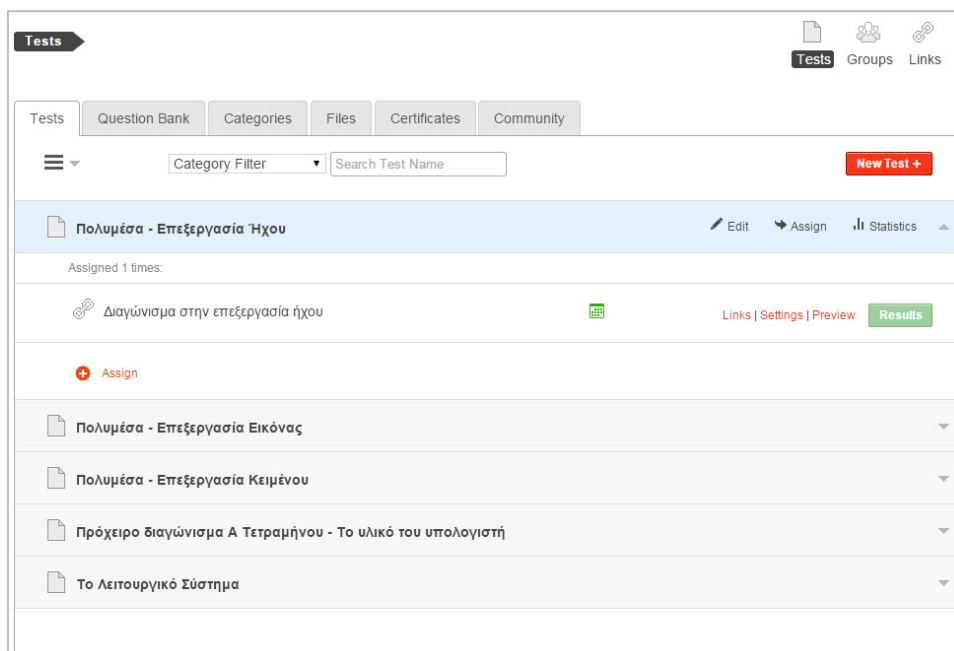 Tests
Tests Groups Links
Tests Question Bank Categories Files Certificates Community
Category Filter Search Test Name New Test +
Πολυμέσα - Επεξεργασία Ήχου Edit Assign Statistics
Assigned 1 times:
Διαγώνισμα στην επεξεργασία ήχου Links | Settings | Preview Results
Assign
Πολυμέσα - Επεξεργασία Εικόνας
Πολυμέσα - Επεξεργασία Κειμένου
Πρόχειρο διαγώνισμα Α Τετραμήνου - Το υλικό του υπολογιστή
Το Λειτουργικό Σύστημα